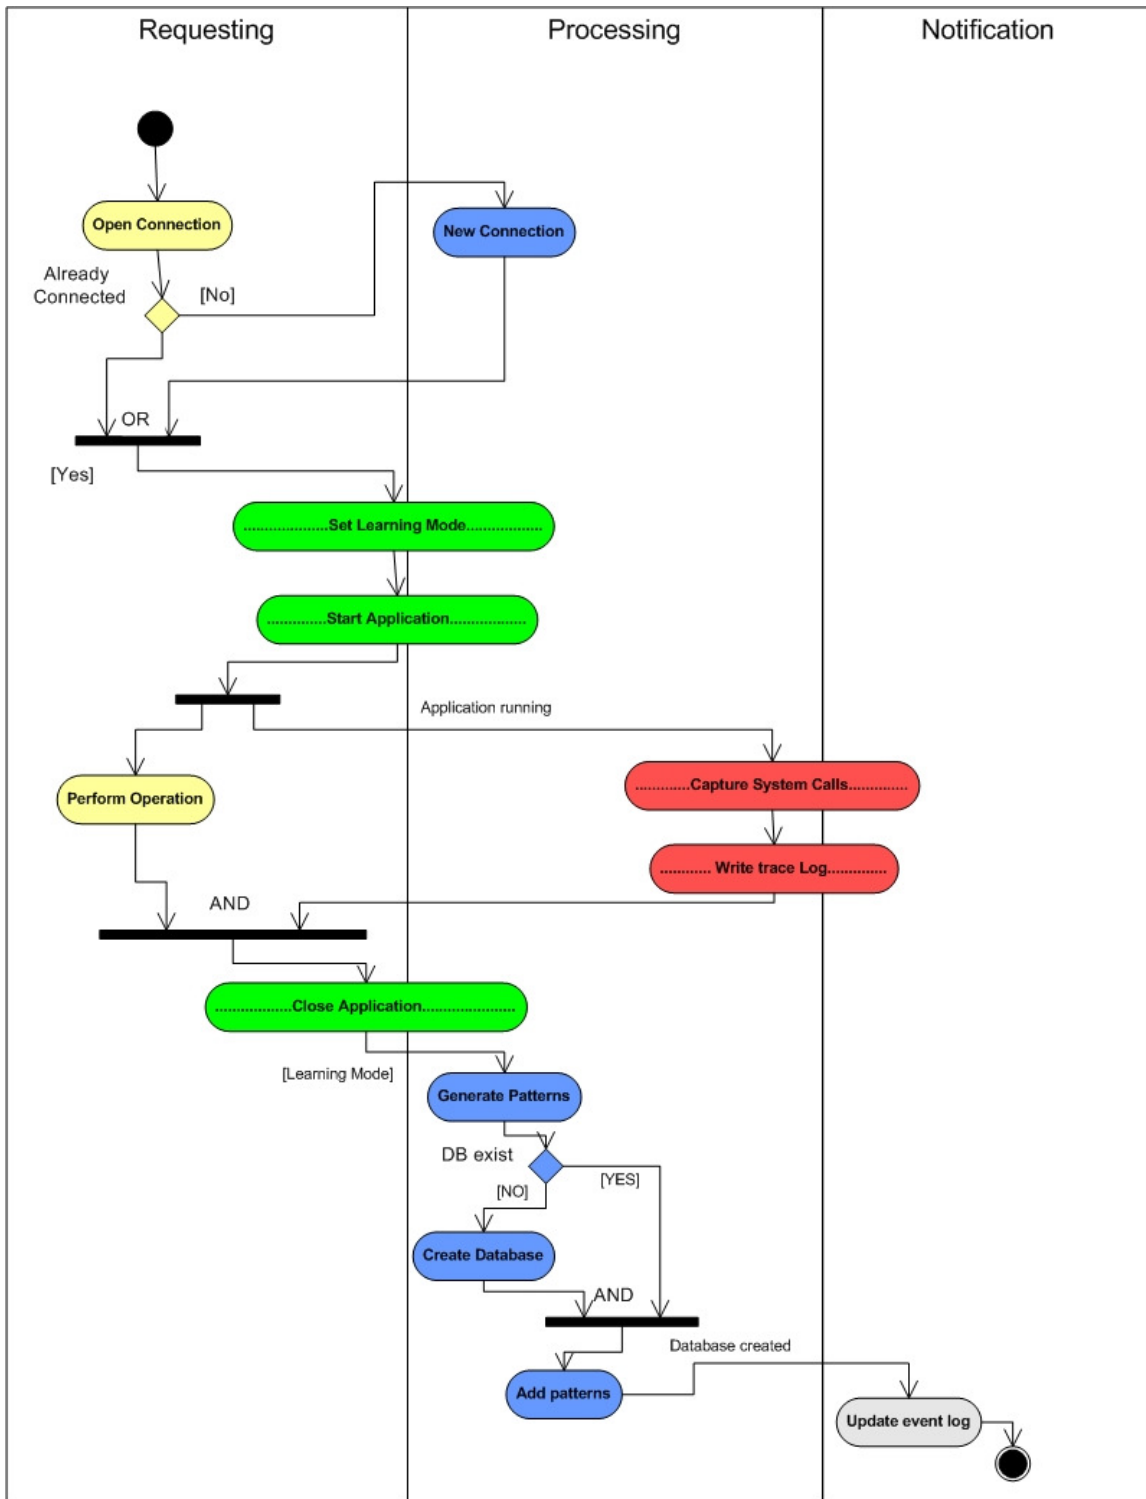 Requesting
Processing
Notification
Open Connection
New Connection
Already
Connected
[No]
OR
[Yes]
....................Set Learning Mode..................
..............Start Application..................
Application running
Perform Operation
.............Capture System Calls..............
............ Write trace Log..............
AND
..................Close Application......................
[Learning Mode]
Generate Patterns
DB exist
[YES]
[NO]
Create Database
AND
Database created
Add patterns
Update event log